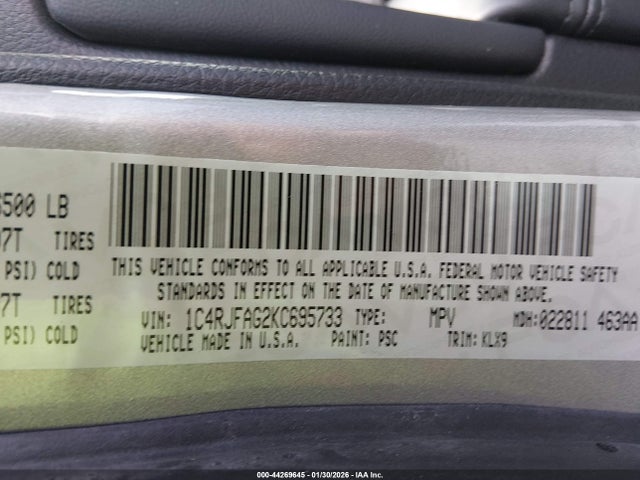 500 LB
7T TIRES
PSI) COLD
7T TIRES
PSI) COLD
THIS VEHICLE CONFORMS TO ALL APPLICABLE U.S.A. FEDERAL MOTOR VEHICLE SAFETY
STANDARDS IN EFFECT ON THE DATE OF MANUFACTURE SHOWN ABOVE.
VIN: 1C4RJFAG2KC695733 TYPE: MPV MDH:022811 463AA
VEHICLE MADE IN U.S.A. PAINT: PSC TRIM: KLX9
000-44269645 - 01/30/2026 - IAA Inc.